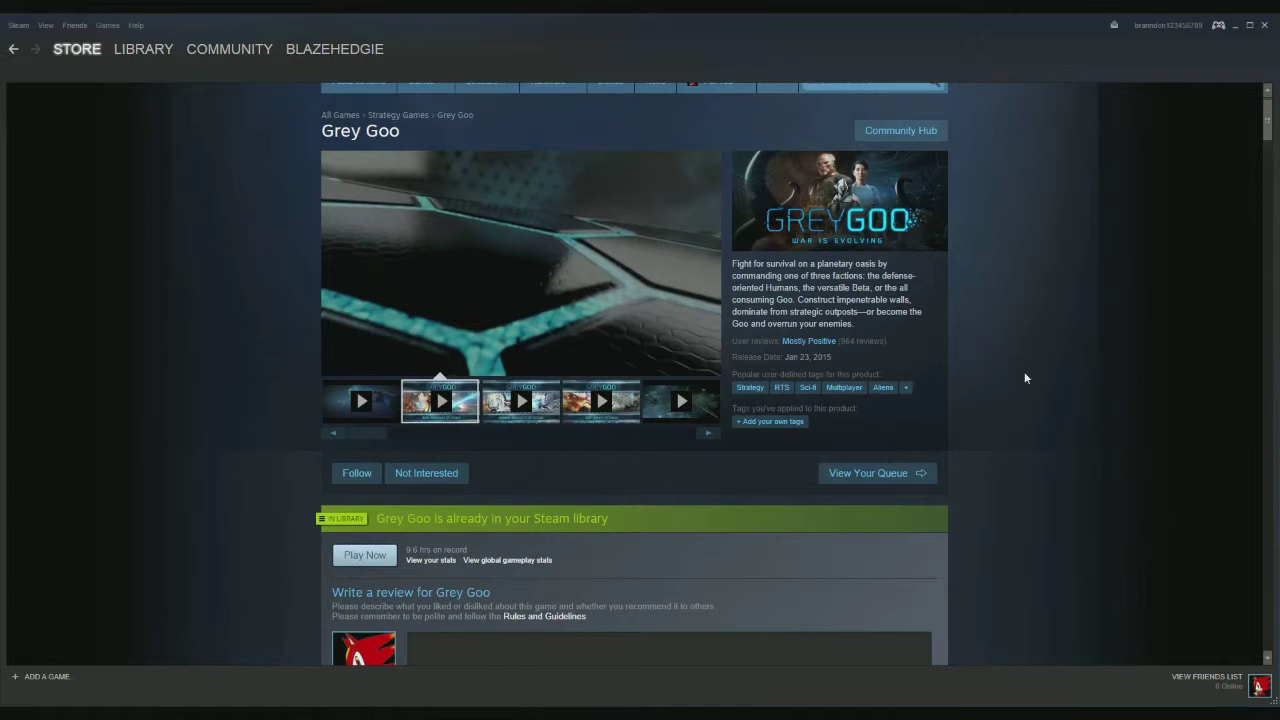 Steam View Friends Games Help
branndon123456789
STORE LIBRARY COMMUNITY BLAZEHEDGIE
All Games > Strategy Games > Grey Goo
Grey Goo
Community Hub
GREYGOO
WAR IS EVOLVING
Fight for survival on a planetary oasis by
commanding one of three factions: the defense-
oriented Humans, the versatile Beta, or the all
consuming Goo. Construct impenetrable walls,
dominate from strategic outposts—or become the
Goo and overrun your enemies.
User reviews: Mostly Positive (964 reviews)
Release Date: Jan 23, 2015
Popular user-defined tags for this product:
Strategy RTS Sci-fi Multiplayer Aliens +
Tags you've applied to this product:
+ Add your own tags
Follow Not Interested
View Your Queue
IN LIBRARY Grey Goo is already in your Steam library
Play Now
9.6 hrs on record
View your stats View global gameplay stats
Write a review for Grey Goo
Please describe what you liked or disliked about this game and whether you recommend it to others.
Please remember to be polite and follow the Rules and Guidelines.
+ ADD A GAME...
VIEW FRIENDS LIST
6 Online